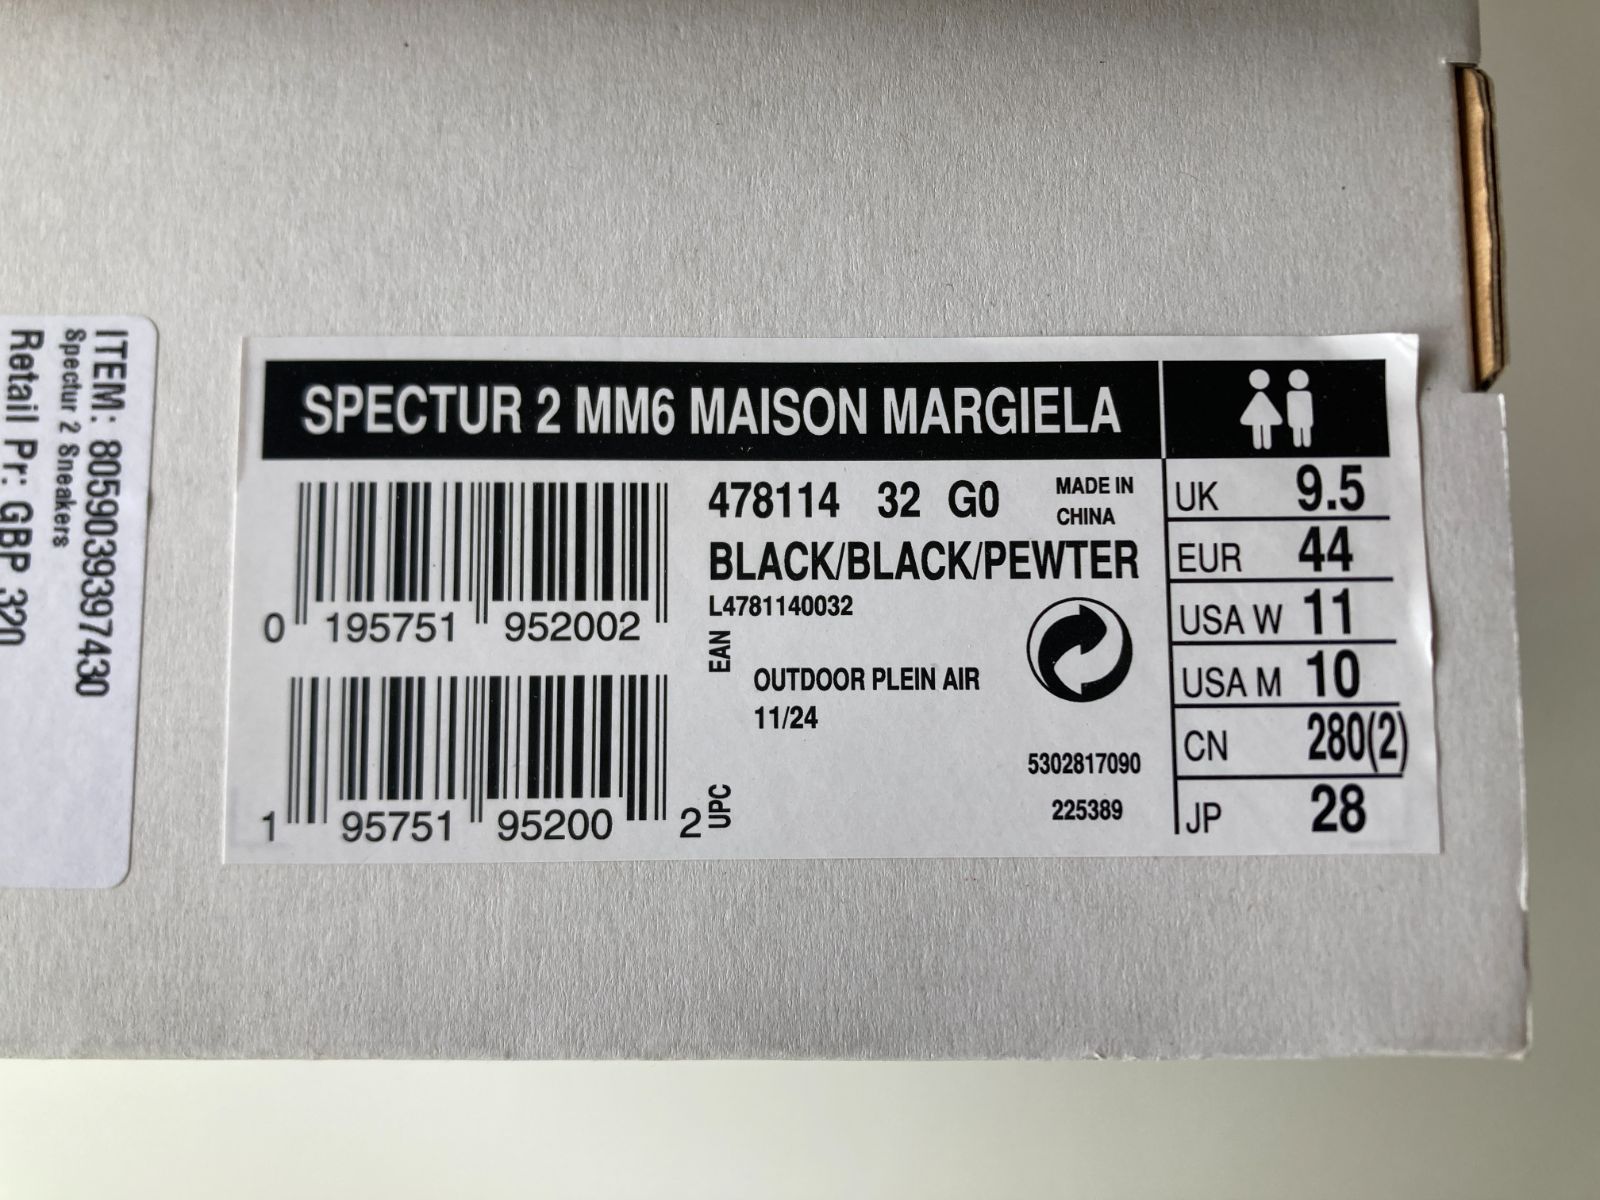 ITEM: 8059039397430
Spectur 2 Sneakers
Retail Pr: GBP 320
SPECTUR 2 MM6 MAISON MARGIELA
478114 32 G0
MADE IN
CHINA
BLACK/BLACK/PEWTER
L4781140032
0 195751 952002
EAN
OUTDOOR PLEIN AIR
11/24
5302817090
225389
1 95751 95200 2
UPC
UK 9.5
EUR 44
USA W 11
USA M 10
CN 280(2)
JP 28